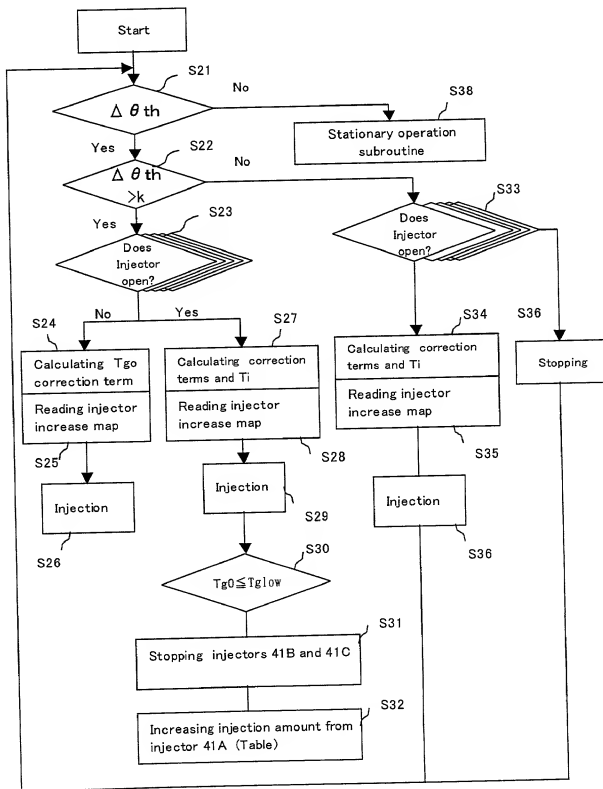 Start
S21
No
Δ θ th
S38
Stationary operation
subroutine
Yes
S22
Δ θ th
>k
No
Yes
S23
Does
Injector
open?
S33
Does
Injector
open?
No
Yes
S24
Calculating Tgo
correction term
Reading injector
increase map
S25
Injection
S26
S27
Calculating correction
terms and Ti
Reading injector
increase map
S28
Injection
S29
S30
Tg0≦Tglow
S31
Stopping injectors 41B and 41C
S32
Increasing injection amount from
injector 41A (Table)
S34
Calculating correction
terms and Ti
Reading injector
increase map
S35
Injection
S36
S36
Stopping